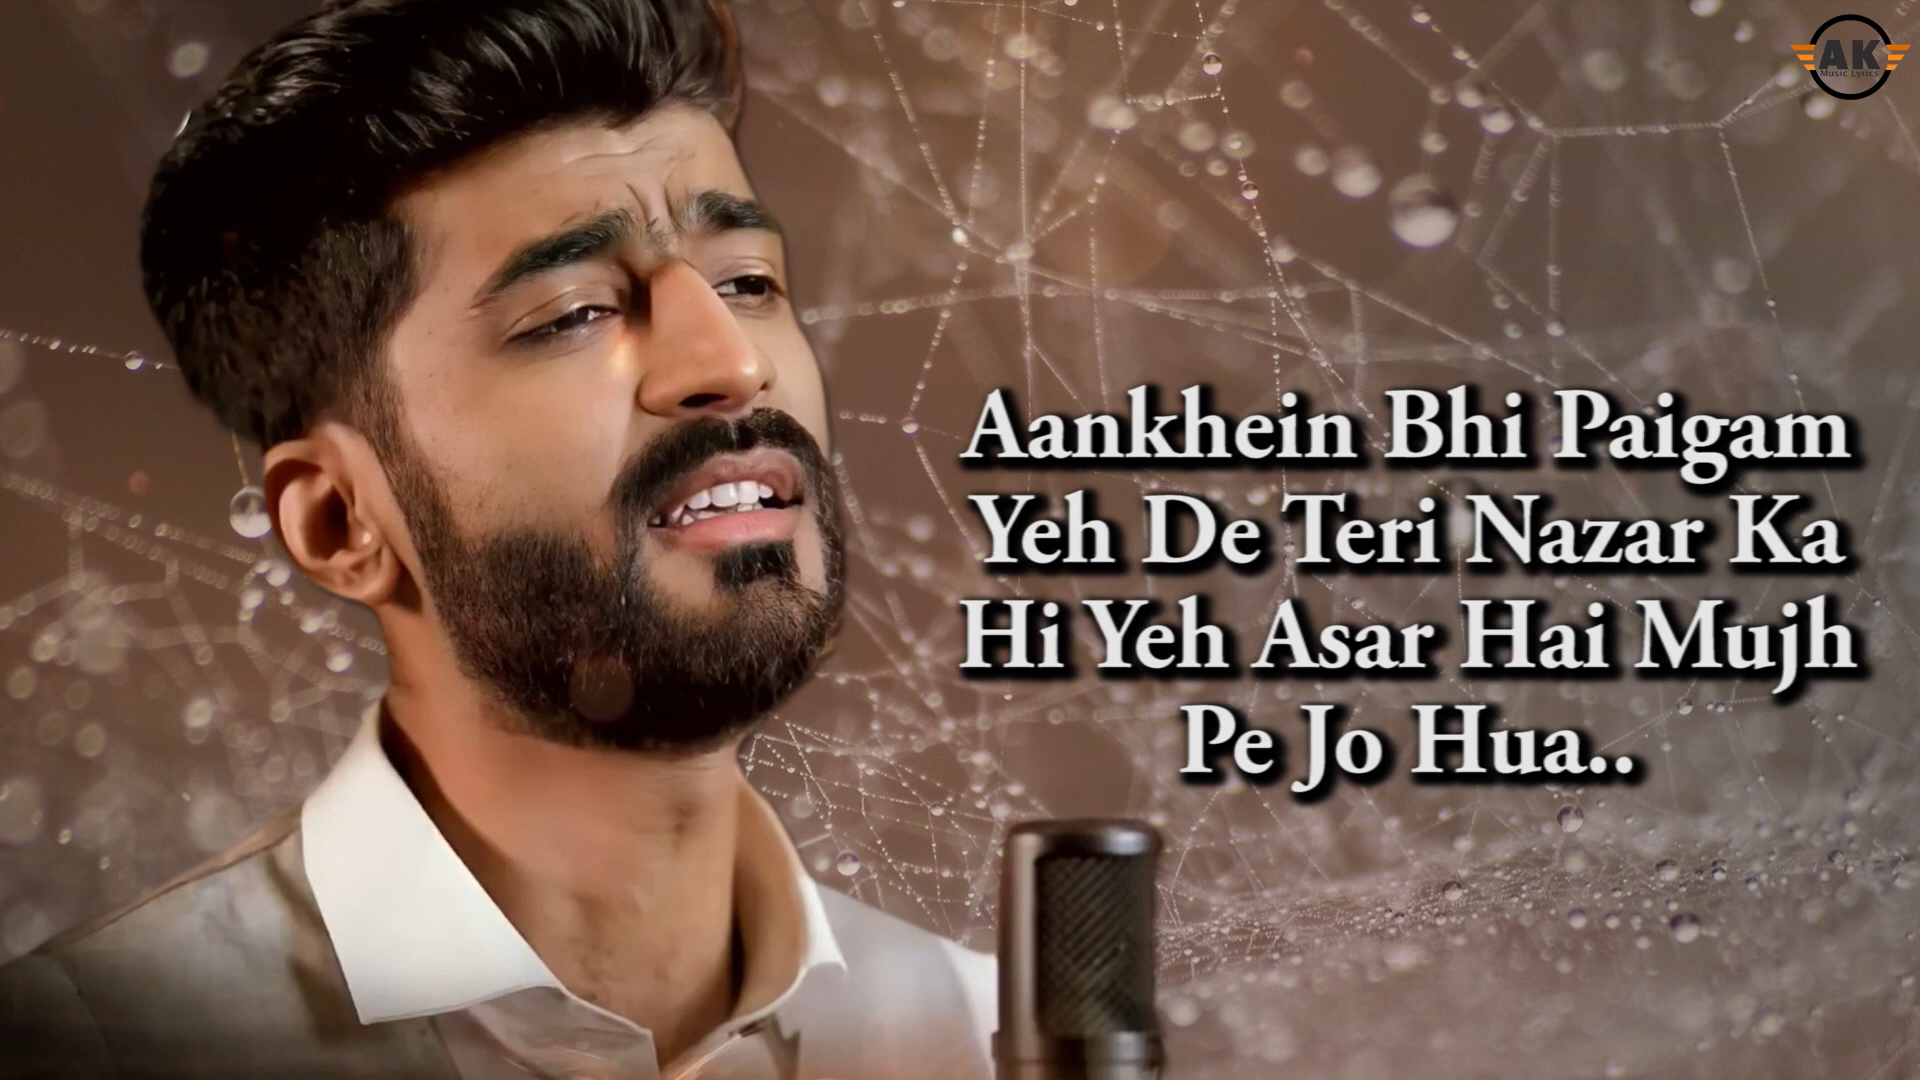 AK
Music Lyrics
Aankhein Bhi Paigam
Yeh De Teri Nazar Ka
Hi Yeh Asar Hai Mujh
Pe Jo Hua..